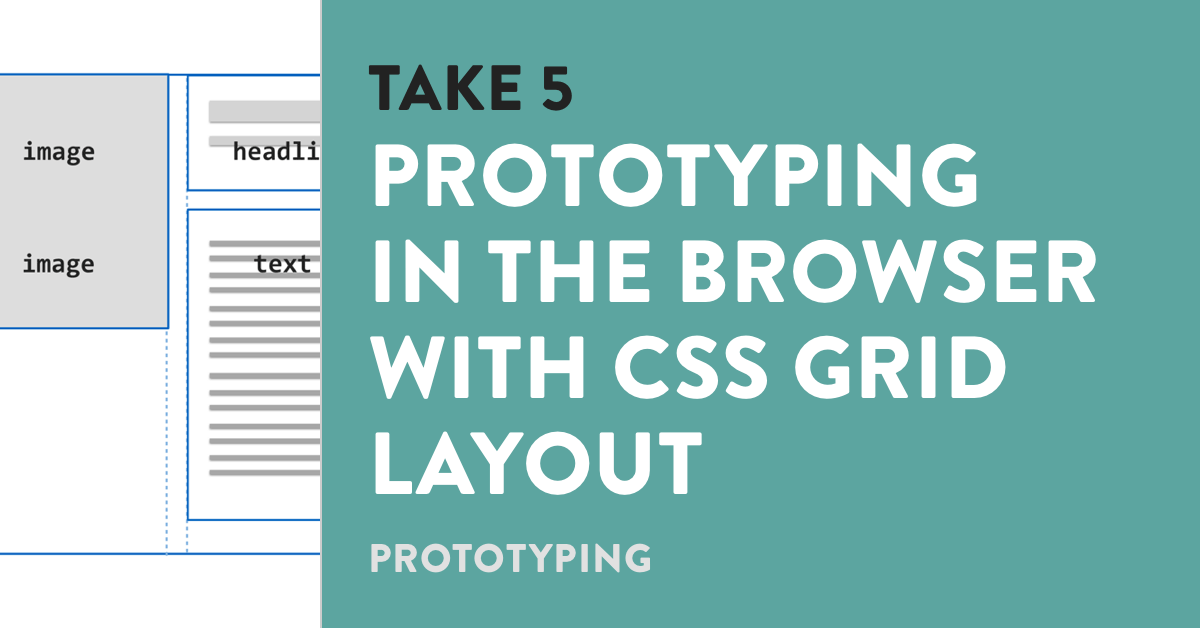 image
headli
image
text
TAKE 5
PROTOTYPING
IN THE BROWSER
WITH CSS GRID
LAYOUT
PROTOTYPING